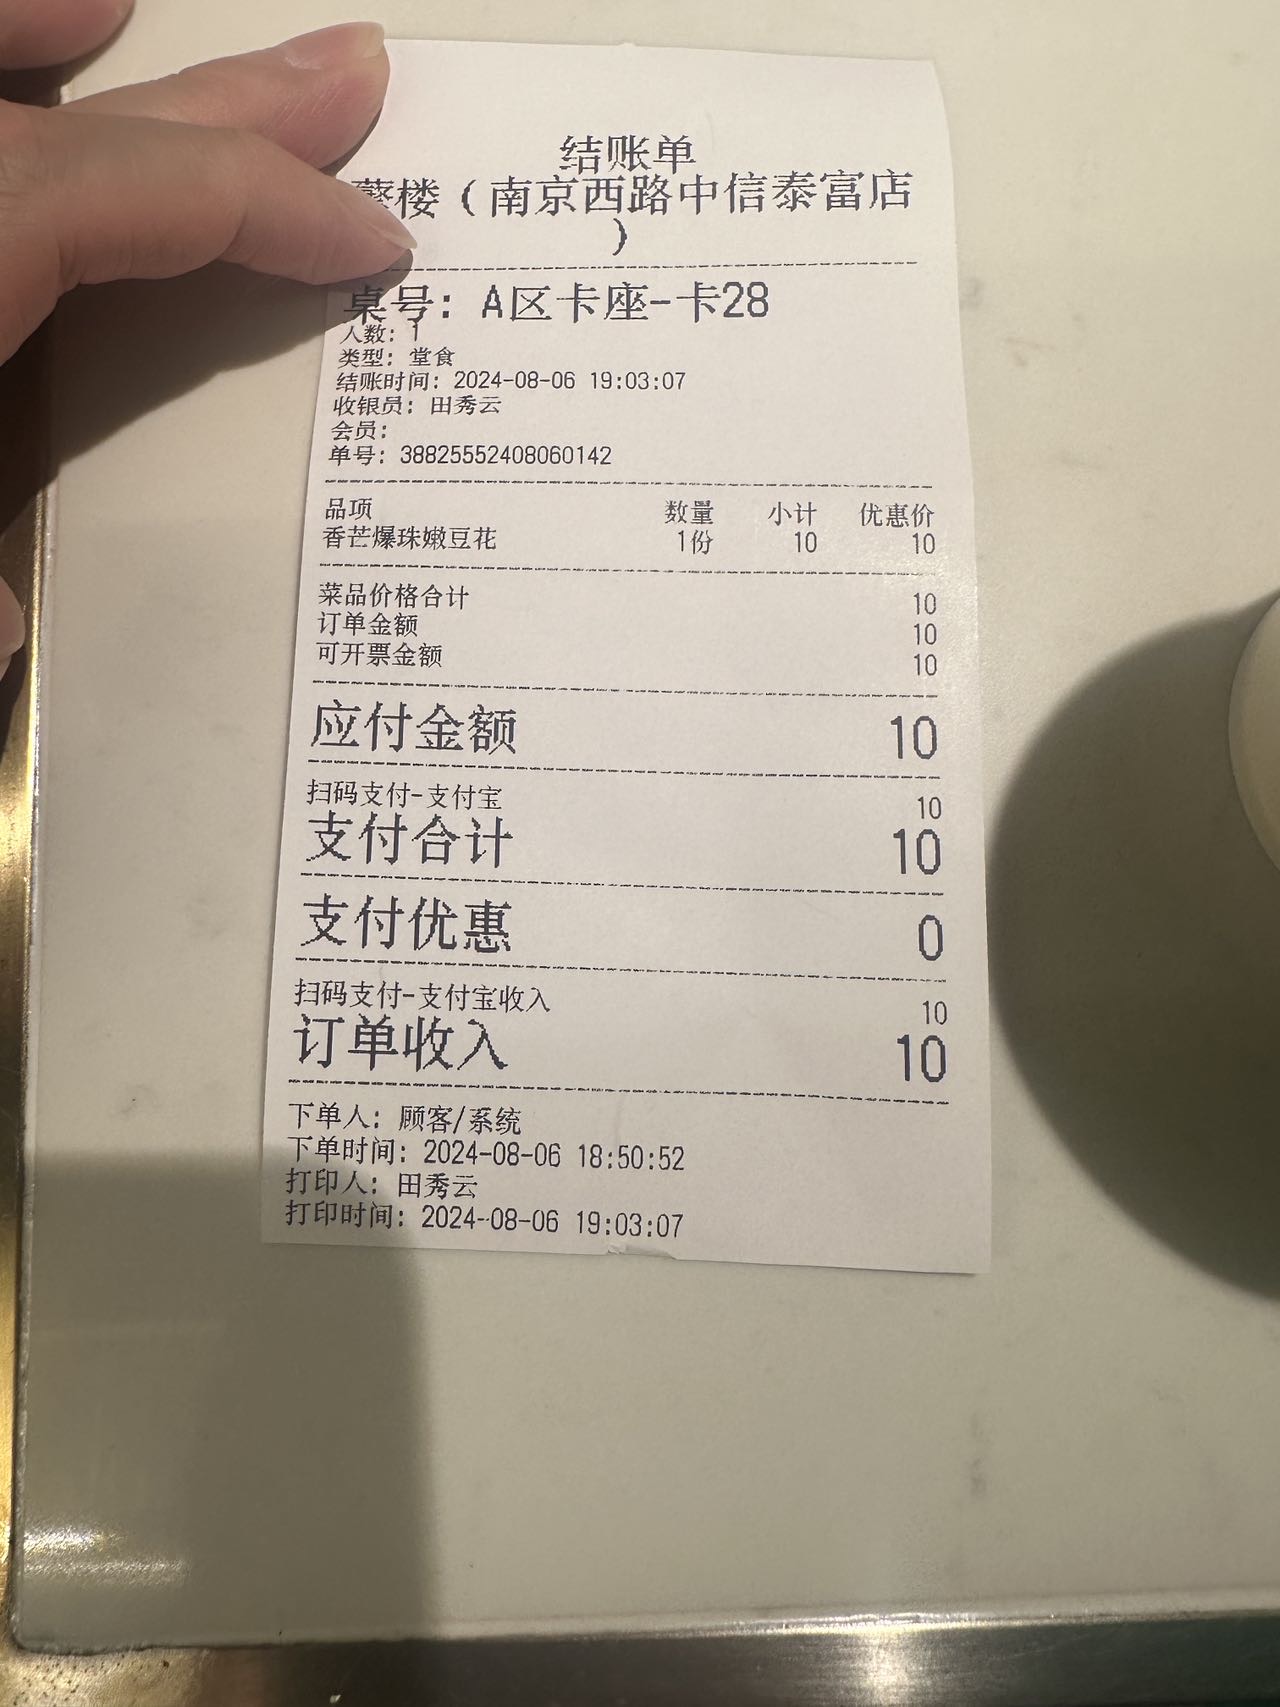 结账单
楼（南京西路中信泰富店
）
桌号: A区卡座-卡28
人数: 1
类型: 堂食
结账时间: 2024-08-06 19:03:07
收银员: 田秀云
会员:
单号: 38825552408060142
品项 数量 小计 优惠价
香芒爆珠嫩豆花 1份 10 10
菜品价格合计 10
订单金额 10
可开票金额 10
应付金额 10
扫码支付-支付宝 10
支付合计 10
支付优惠 0
扫码支付-支付宝收入 10
订单收入 10
下单人: 顾客/系统
下单时间: 2024-08-06 18:50:52
打印人: 田秀云
打印时间: 2024-08-06 19:03:07